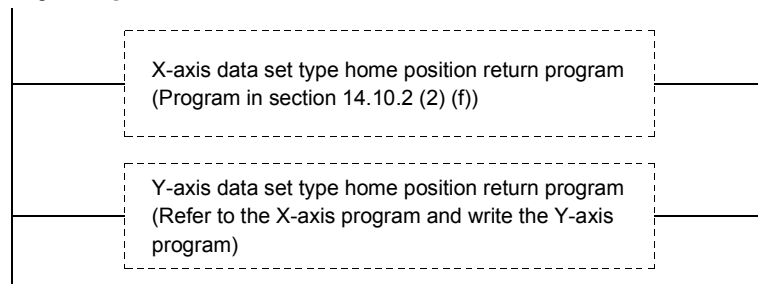 X-axis data set type home position return program
(Program in section 14.10.2 (2) (f))
Y-axis data set type home position return program
(Refer to the X-axis program and write the Y-axis
program)